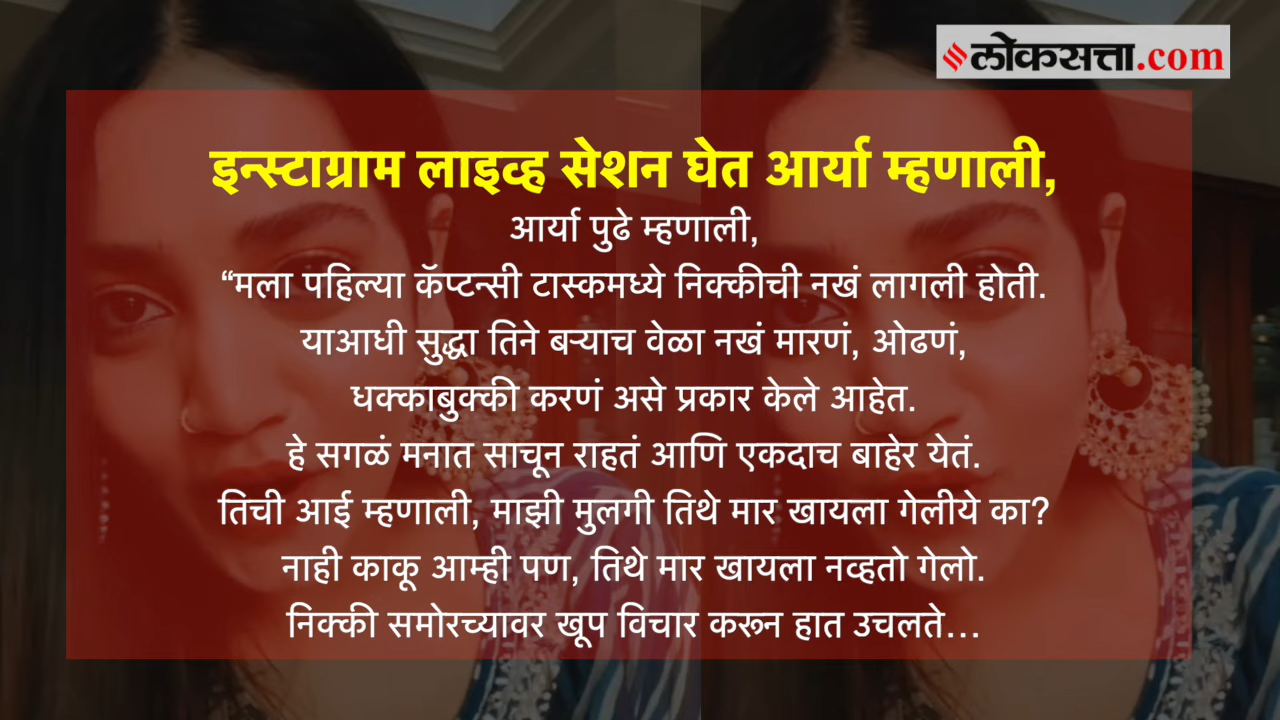 लोकसत्ता.com
इन्स्टाग्राम लाइव्ह सेशन घेत आर्या म्हणाली,
आर्या पुढे म्हणाली,
“मला पहिल्या कॅप्टन्सी टास्कमध्ये निक्कीची नखं लागली होती.
याआधी सुद्धा तिने बऱ्याच वेळा नखं मारणं, ओढणं,
धक्काबुक्की करणं असे प्रकार केले आहेत.
हे सगळं मनात साचून राहतं आणि एकदाच बाहेर येतं.
तिची आई म्हणाली, माझी मुलगी तिथे मार खायला गेलीये का?
नाही काकू आम्ही पण, तिथे मार खायला नव्हतो गेलो.
निक्की समोरच्यावर खूप विचार करून हात उचलते...